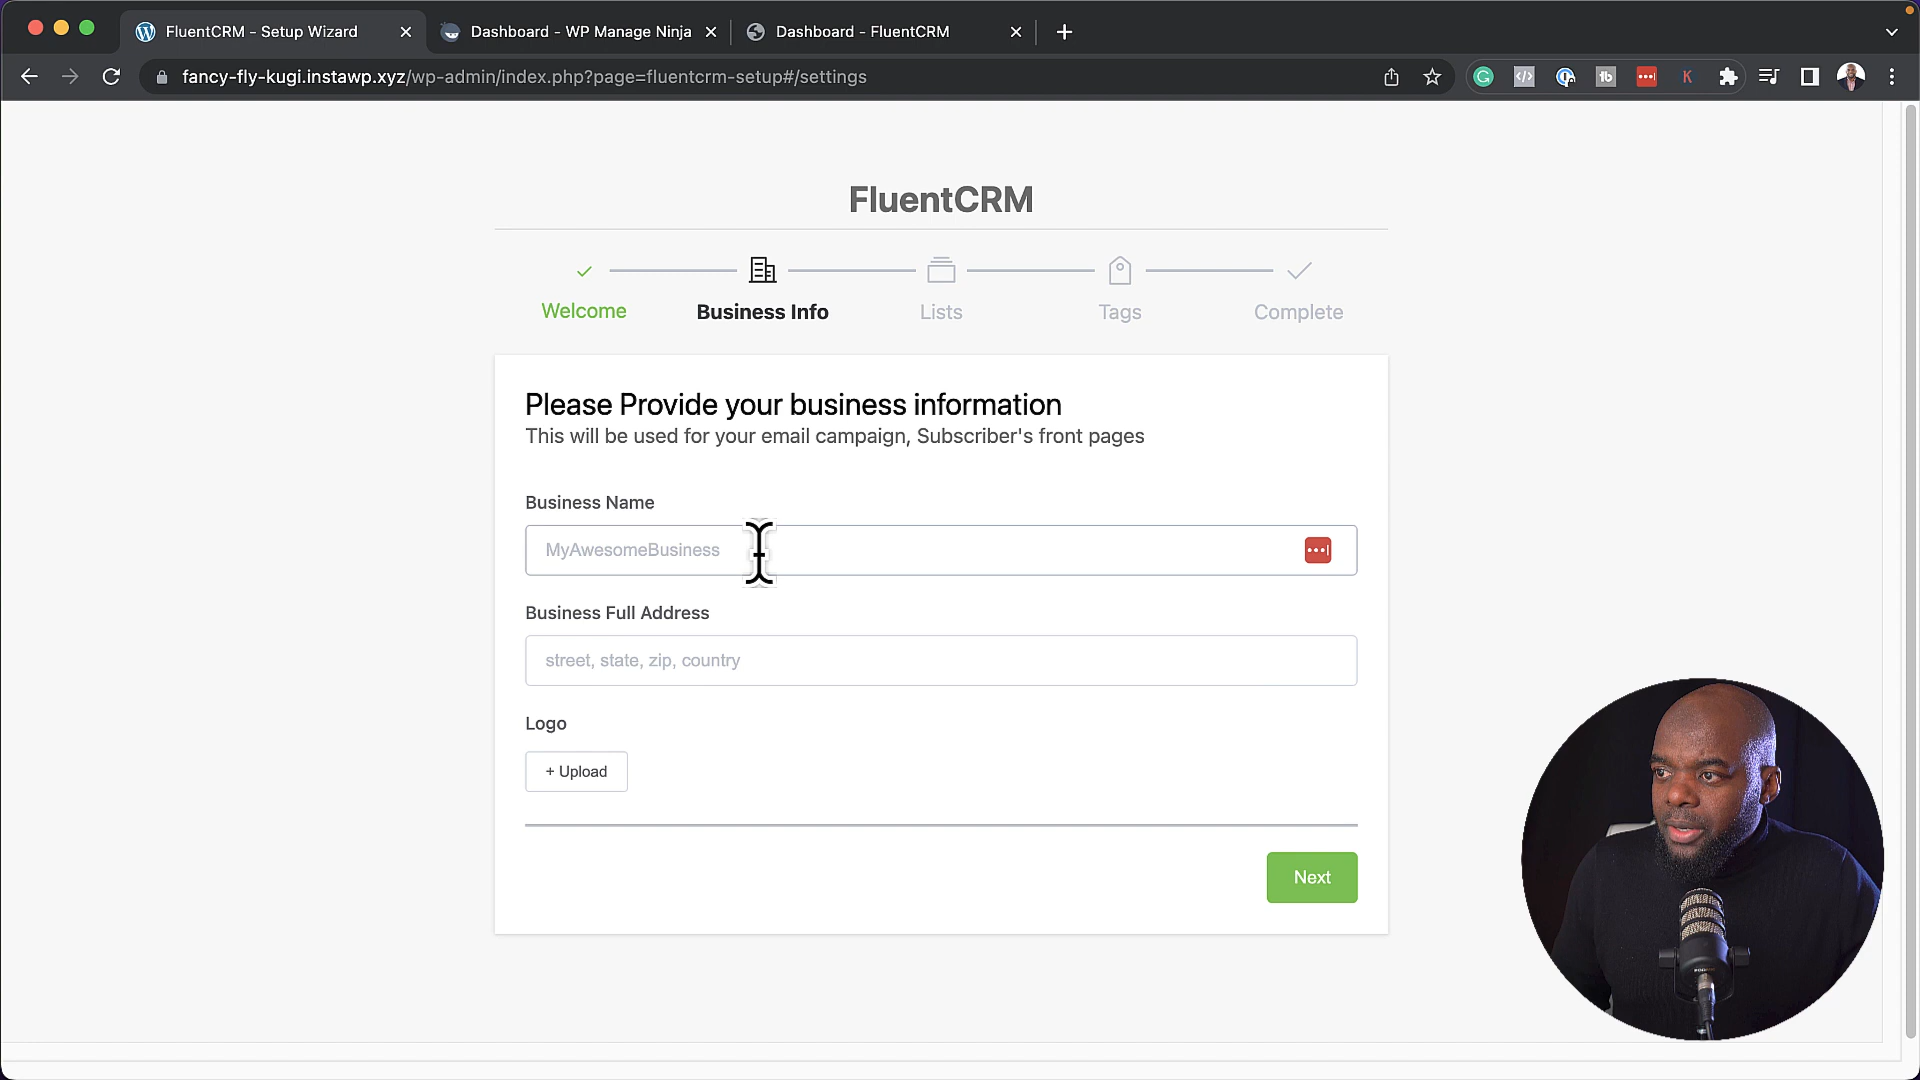 FluentCRM - Setup Wizard
Dashboard - WP Manage Ninja
Dashboard - FluentCRM
fancy-fly-kugi.instawp.xyz/wp-admin/index.php?page=fluentcrm-setup#/settings
FluentCRM
Welcome
Business Info
Lists
Tags
Complete
Please Provide your business information
This will be used for your email campaign, Subscriber's front pages
Business Name
MyAwesomeBusiness
Business Full Address
street, state, zip, country
Logo
+ Upload
Next